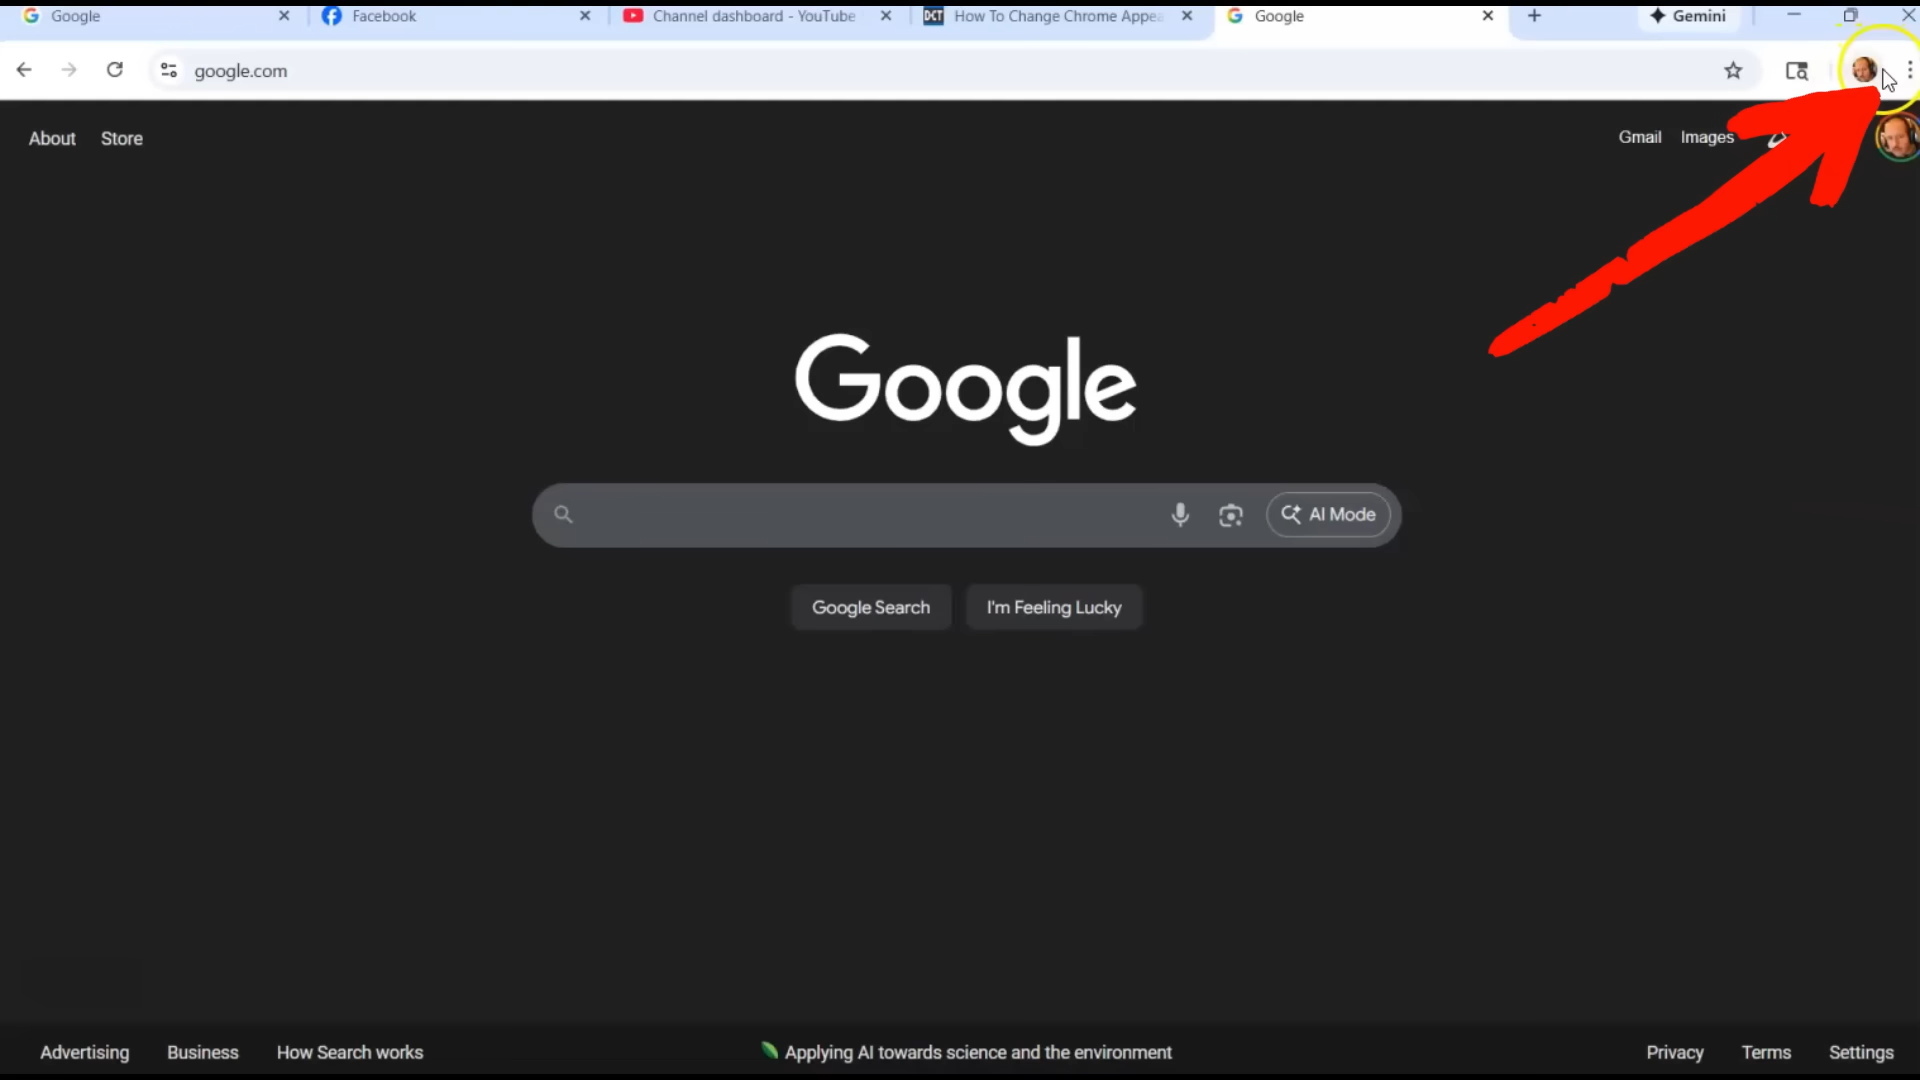 Google
Facebook
Channel dashboard - YouTube
DCT
How To Change Chrome Appea
Google
Gemini
google.com
About
Store
Gmail
Images
Google
AI Mode
Google Search
I'm Feeling Lucky
Advertising
Business
How Search works
Applying AI towards science and the environment
Privacy
Terms
Settings